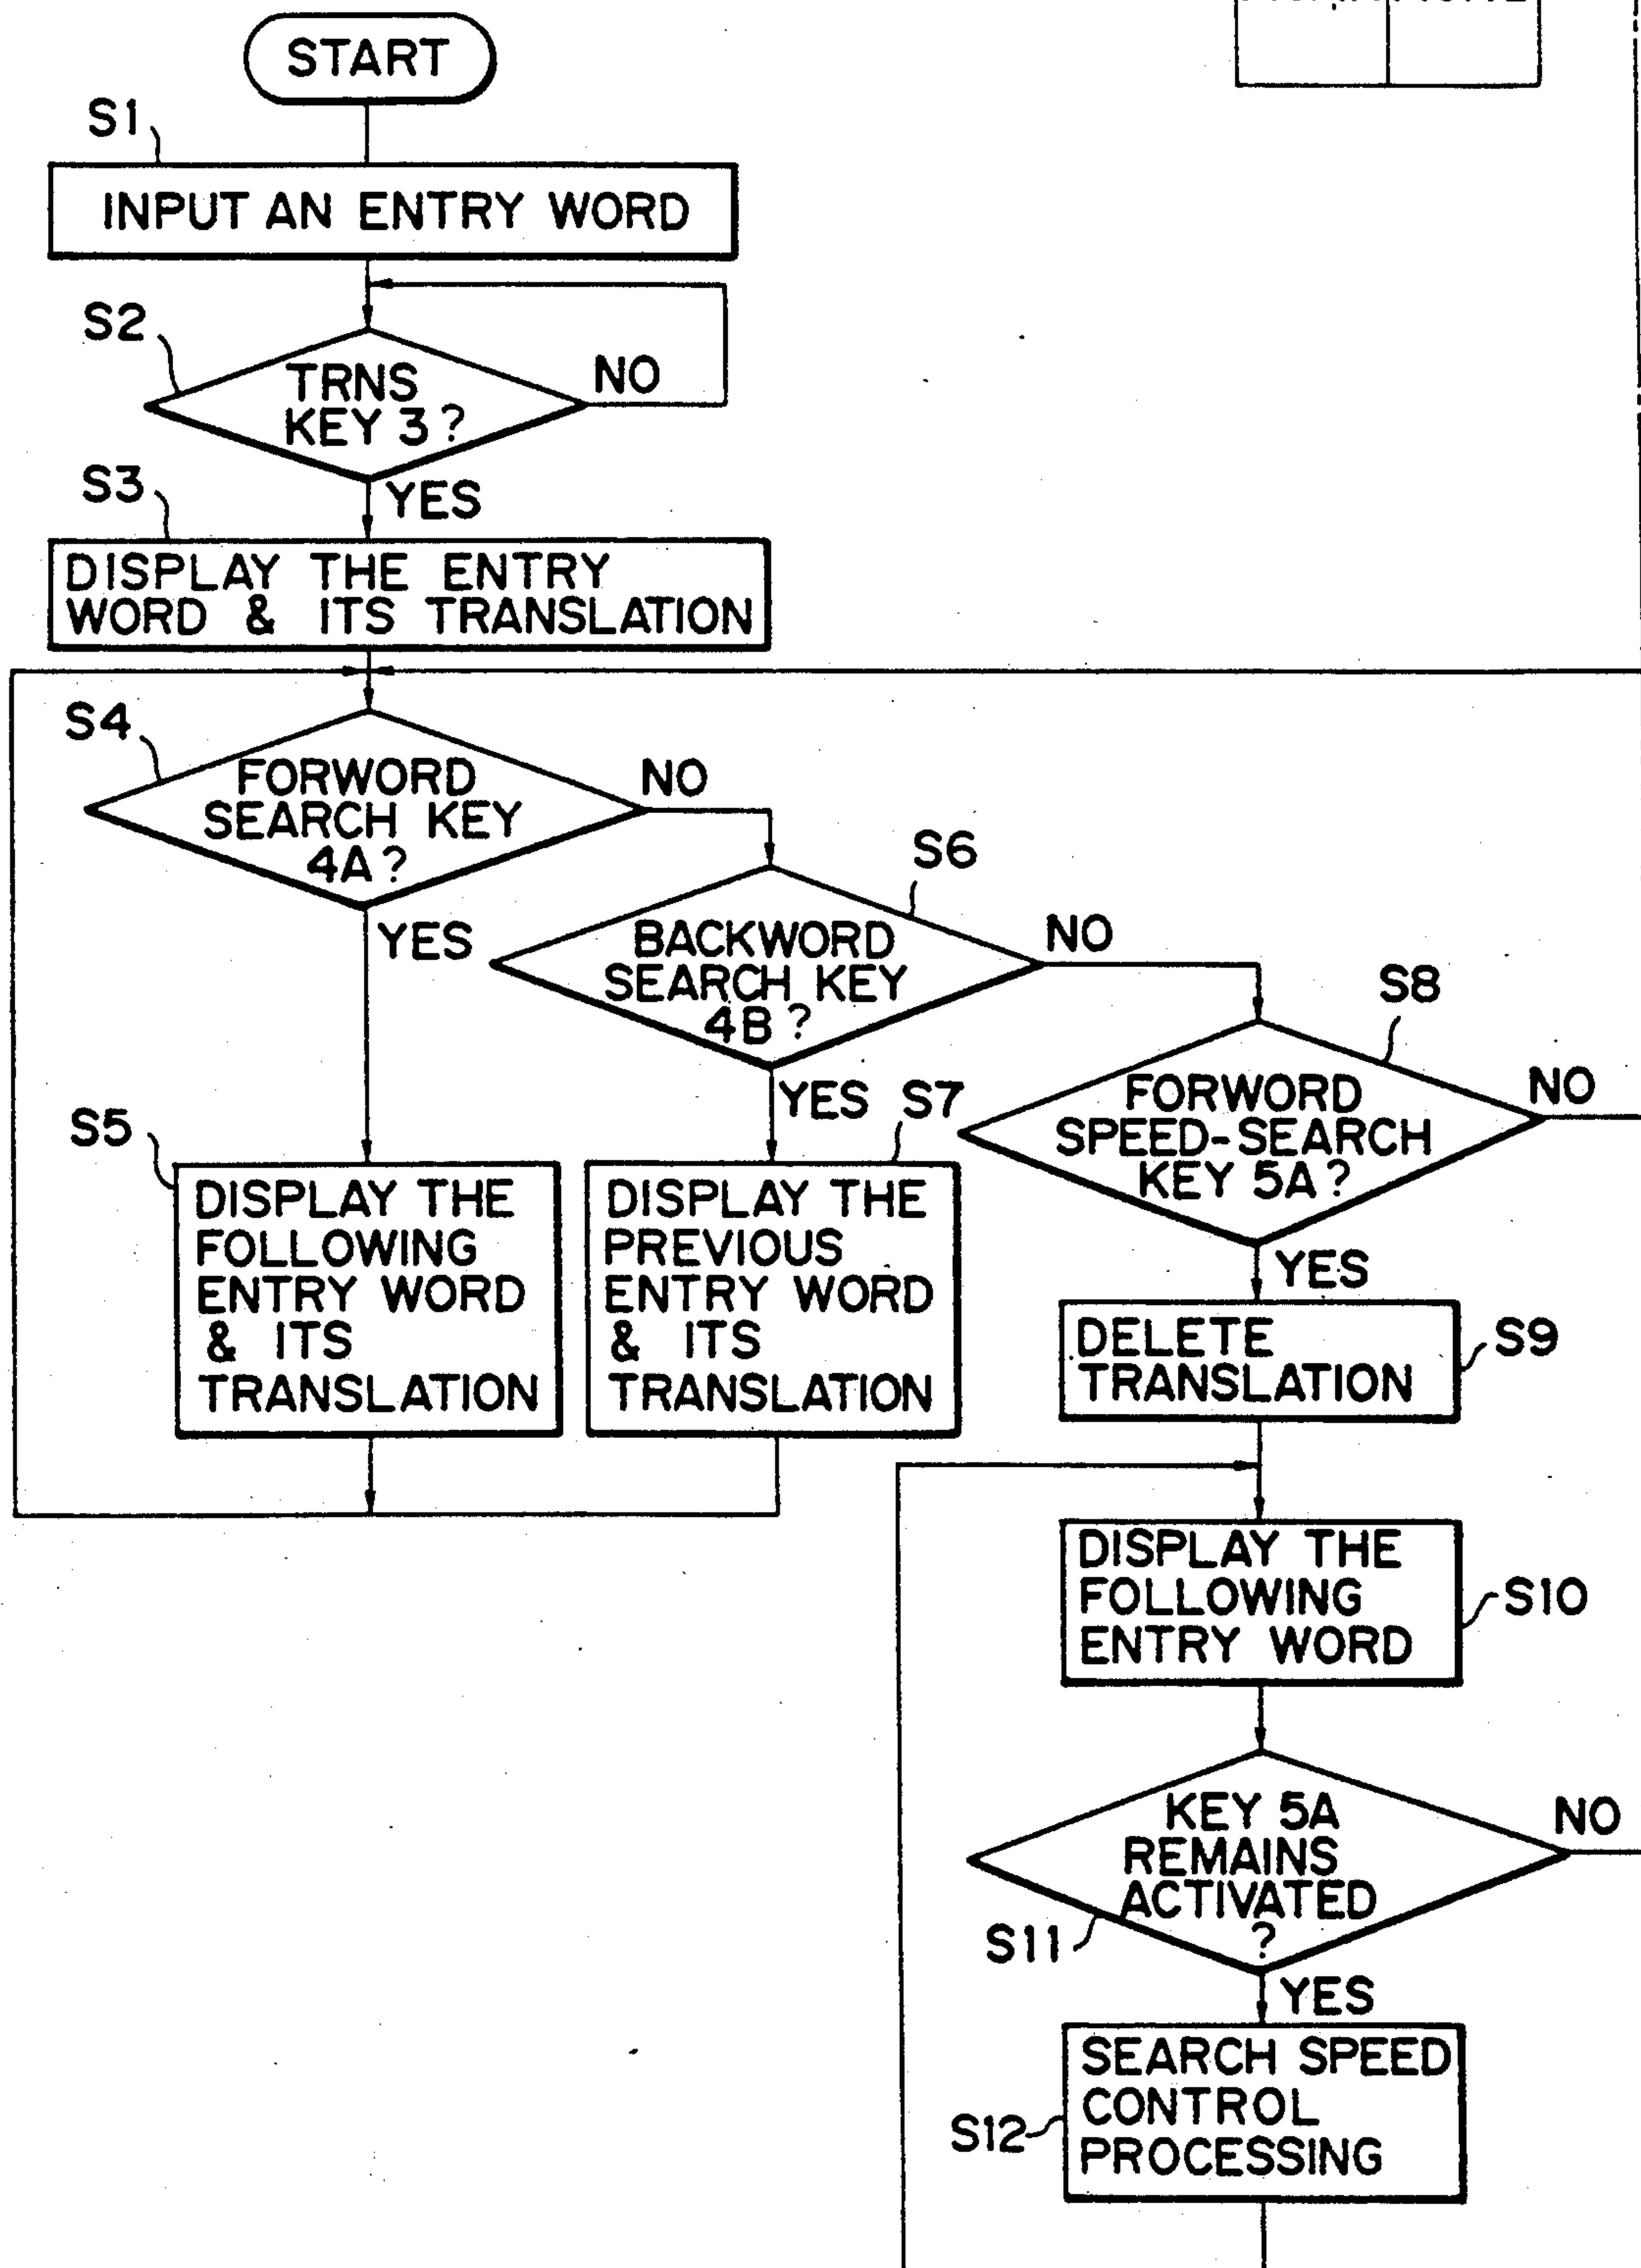 START
S1
INPUT AN ENTRY WORD
S2
TRNS
KEY 3?
NO
YES
S3
DISPLAY THE ENTRY
WORD & ITS TRANSLATION
S4
FORWORD
SEARCH KEY
4A?
NO
YES
S6
BACKWORD
SEARCH KEY
4B?
NO
YES
S8
FORWORD
SPEED-SEARCH
KEY 5A?
NO
YES
S5
DISPLAY THE
FOLLOWING
ENTRY WORD
& ITS
TRANSLATION
S7
DISPLAY THE
PREVIOUS
ENTRY WORD
& ITS
TRANSLATION
DELETE
TRANSLATION
S9
DISPLAY THE
FOLLOWING
ENTRY WORD
S10
KEY 5A
REMAINS
ACTIVATED
?
NO
S11
YES
SEARCH SPEED
CONTROL
PROCESSING
S12